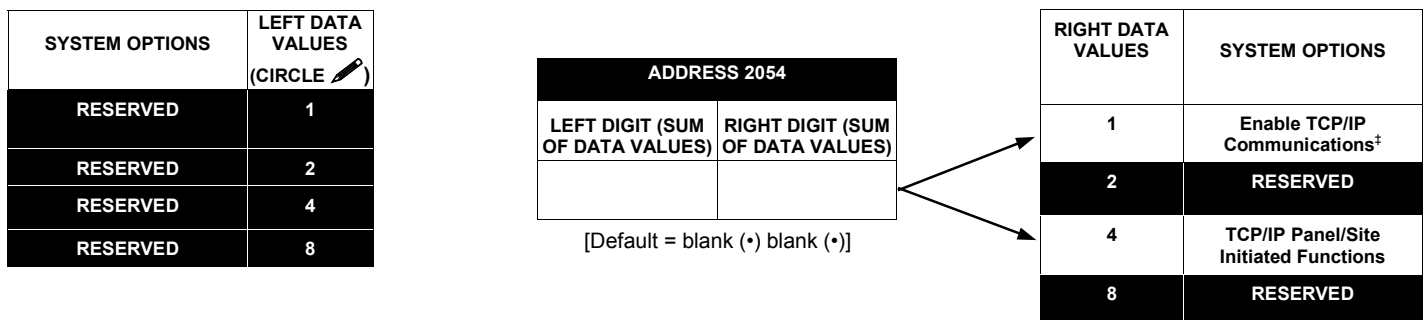 SYSTEM OPTIONS
LEFT DATA
VALUES
(CIRCLE )
RESERVED 1
RESERVED 2
RESERVED 4
RESERVED 8
ADDRESS 2054
LEFT DIGIT (SUM
OF DATA VALUES)
RIGHT DIGIT (SUM
OF DATA VALUES)
[Default = blank (•) blank (•)]
RIGHT DATA
VALUES
SYSTEM OPTIONS
1 Enable TCP/IP
Communications‡
2 RESERVED
4 TCP/IP Panel/Site
Initiated Functions
8 RESERVED